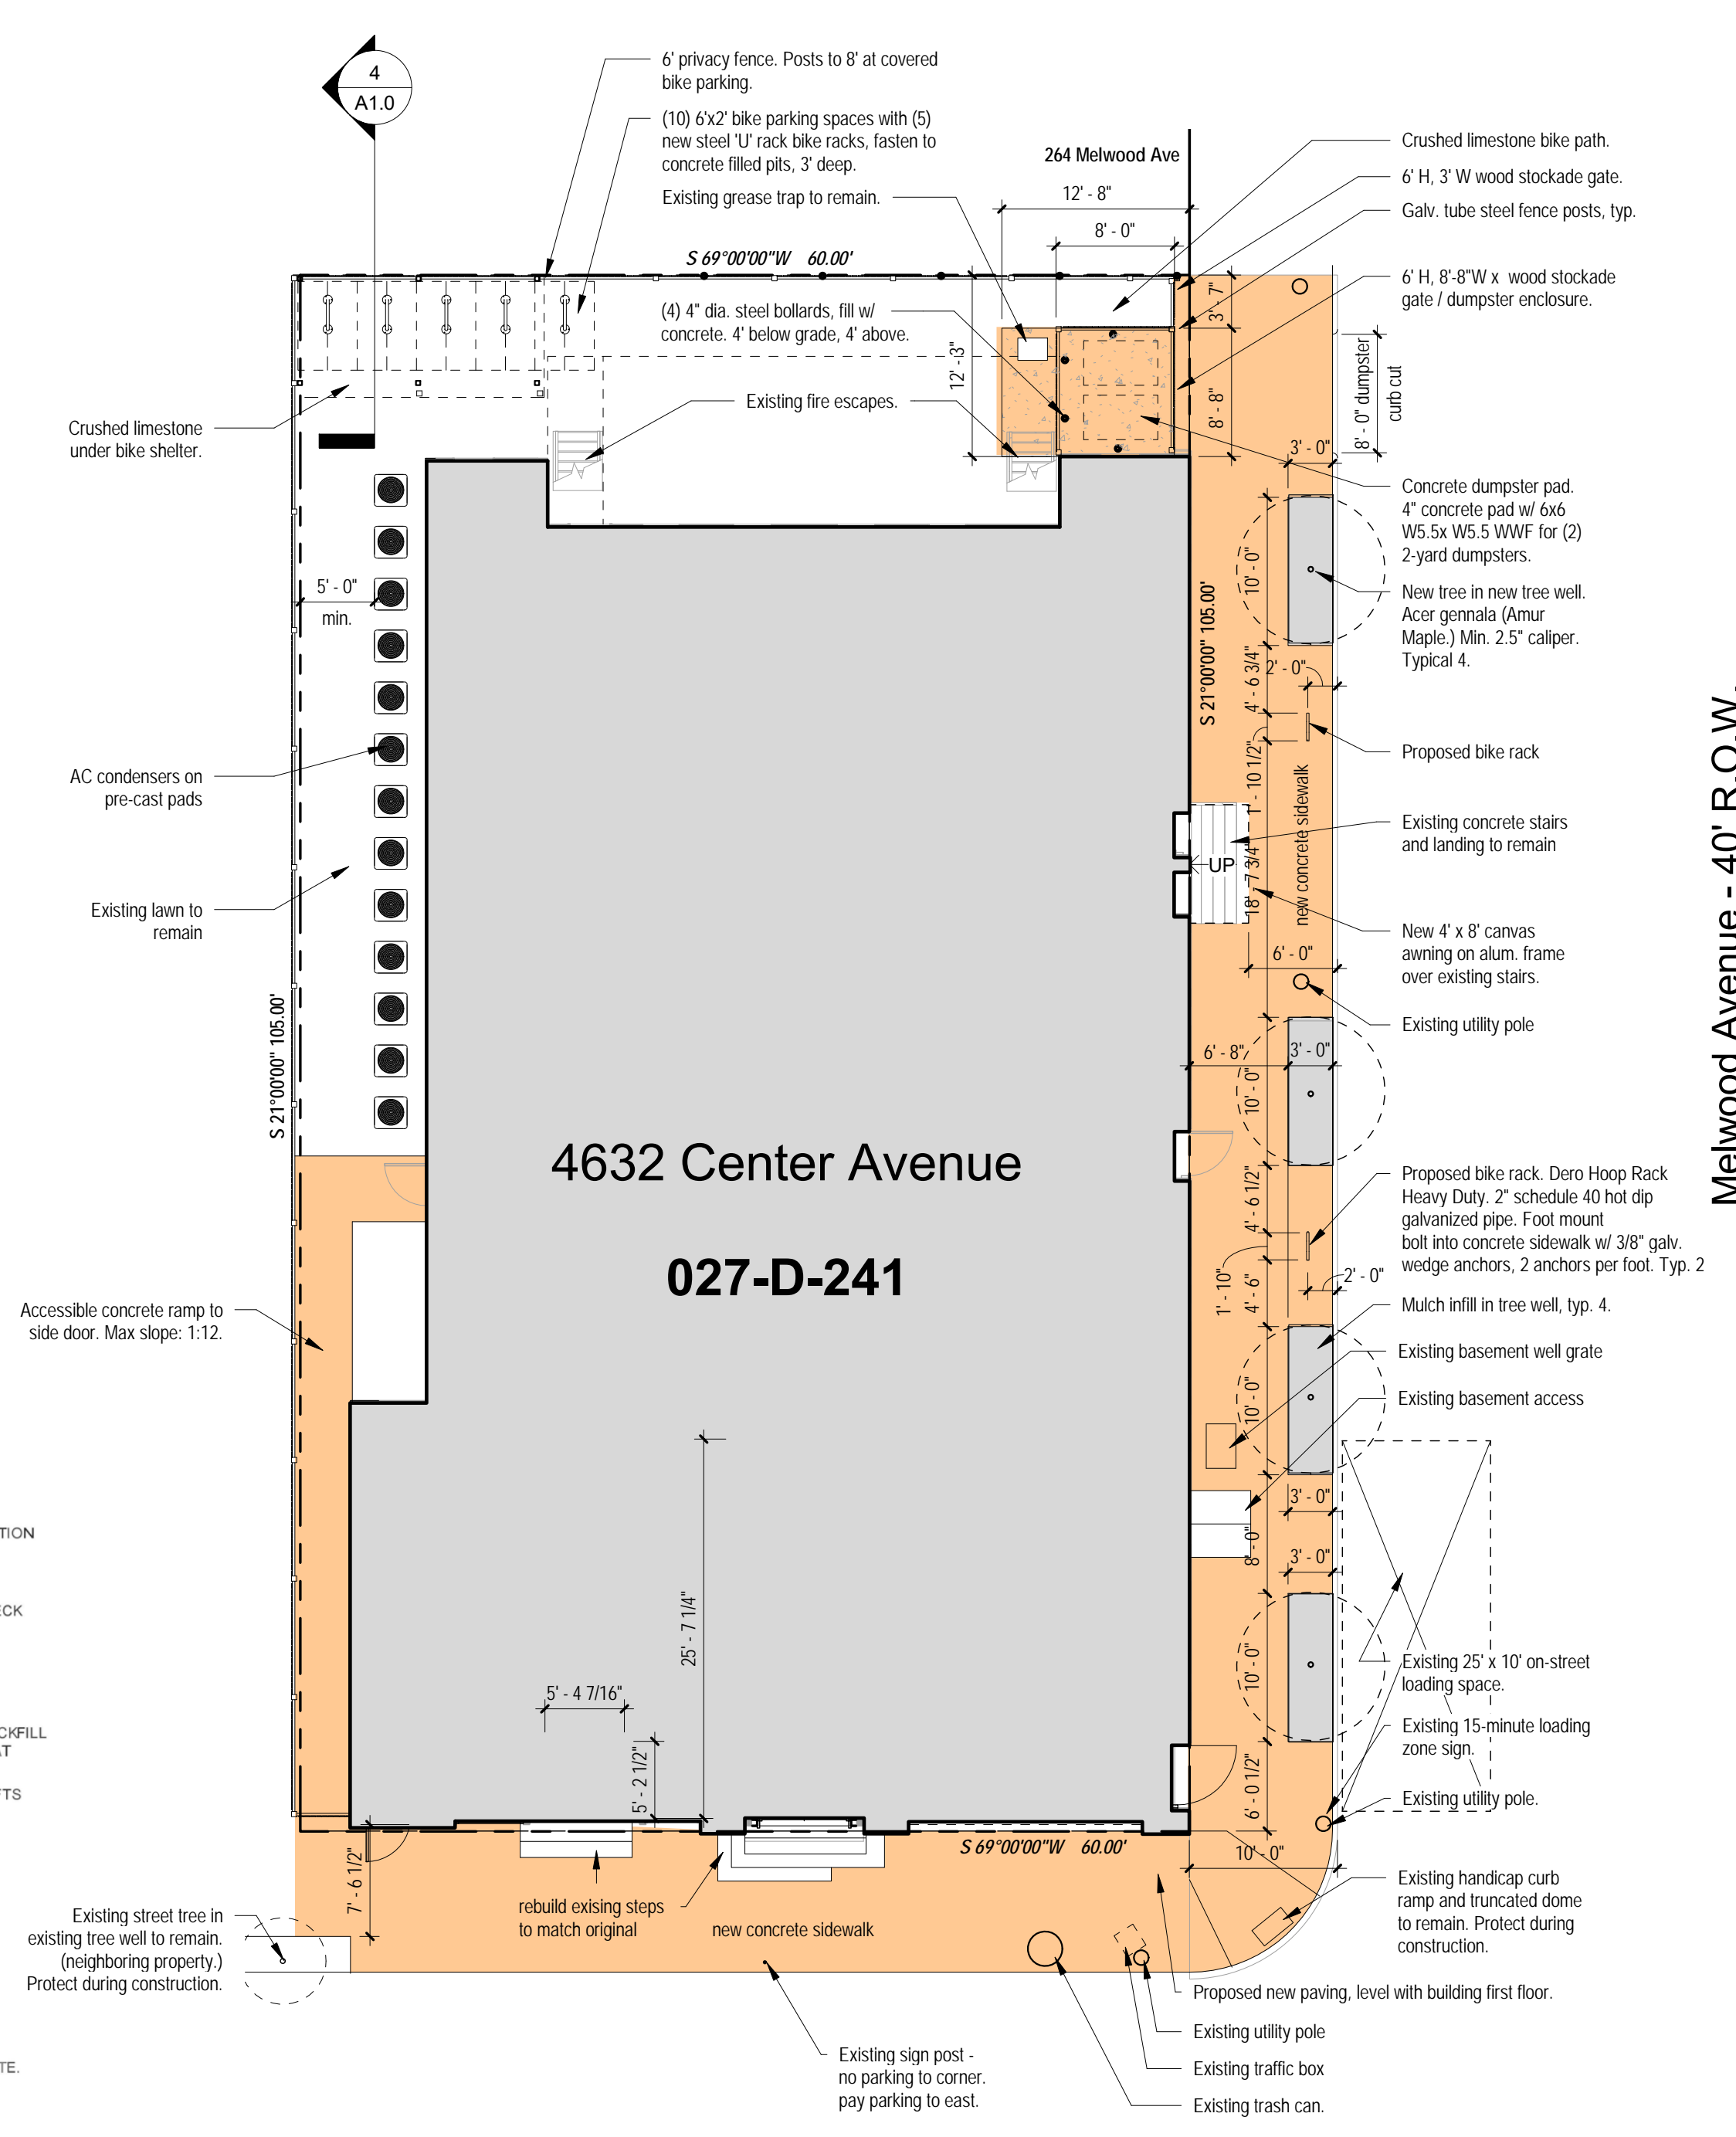 4
A1.0
6' privacy fence. Posts to 8' at covered
bike parking.
(10) 6'x2' bike parking spaces with (5)
new steel 'U' rack bike racks, fasten to
concrete filled pits, 3' deep.
Existing grease trap to remain.
264 Melwood Ave
12' - 8"
8' - 0"
S 69°00'00"W 60.00'
(4) 4" dia. steel bollards, fill w/
concrete. 4' below grade, 4' above.
12' - 3"
Existing fire escapes.
Crushed limestone bike path.
6' H, 3' W wood stockade gate.
Galv. tube steel fence posts, typ.
6' H, 8'-8"W x wood stockade
gate / dumpster enclosure.
3' - 7"
8' - 8"
8' - 0" dumpster
curb cut
3' - 0"
Concrete dumpster pad.
4" concrete pad w/ 6x6
W5.5x W5.5 WWF for (2)
2-yard dumpsters.
10' - 0"
New tree in new tree well.
Acer gennala (Amur
Maple.) Min. 2.5" caliper.
Typical 4.
S 21°00'00" 105.00'
4' - 6 3/4"
2' - 0"
Proposed bike rack
1' - 10 1/2"
new concrete sidewalk
Existing concrete stairs
and landing to remain
UP
18' - 7 3/4"
New 4' x 8' canvas
awning on alum. frame
over existing stairs.
6' - 0"
Existing utility pole
6' - 8"
3' - 0"
10' - 0"
Melwood Avenue - 40' R.O.W.
Crushed limestone
under bike shelter.
5' - 0"
min.
AC condensers on
pre-cast pads
Existing lawn to
remain
S 21°00'00" 105.00'
4632 Center Avenue
027-D-241
Accessible concrete ramp to
side door. Max slope: 1:12.
4' - 6 1/2"
Proposed bike rack. Dero Hoop Rack
Heavy Duty. 2" schedule 40 hot dip
galvanized pipe. Foot mount
bolt into concrete sidewalk w/ 3/8" galv.
wedge anchors, 2 anchors per foot. Typ. 2
1' - 10"
4' - 6"
2' - 0"
Mulch infill in tree well, typ. 4.
Existing basement well grate
10' - 0"
Existing basement access
3' - 0"
8' - 0"
3' - 0"
10' - 0"
Existing 25' x 10' on-street
loading space.
Existing 15-minute loading
zone sign.
6' - 0 1/2"
Existing utility pole.
10' - 0"
25' - 7 1/4"
5' - 4 7/16"
5' - 2 1/2"
S 69°00'00"W 60.00'
7' - 6 1/2"
rebuild exising steps
to match original
new concrete sidewalk
Existing street tree in
existing tree well to remain.
(neighboring property.)
Protect during construction.
Existing handicap curb
ramp and truncated dome
to remain. Protect during
construction.
Proposed new paving, level with building first floor.
Existing utility pole
Existing traffic box
Existing trash can.
Existing sign post -
no parking to corner.
pay parking to east.
TION
ECK
CKFILL
AT
FTS
TE.